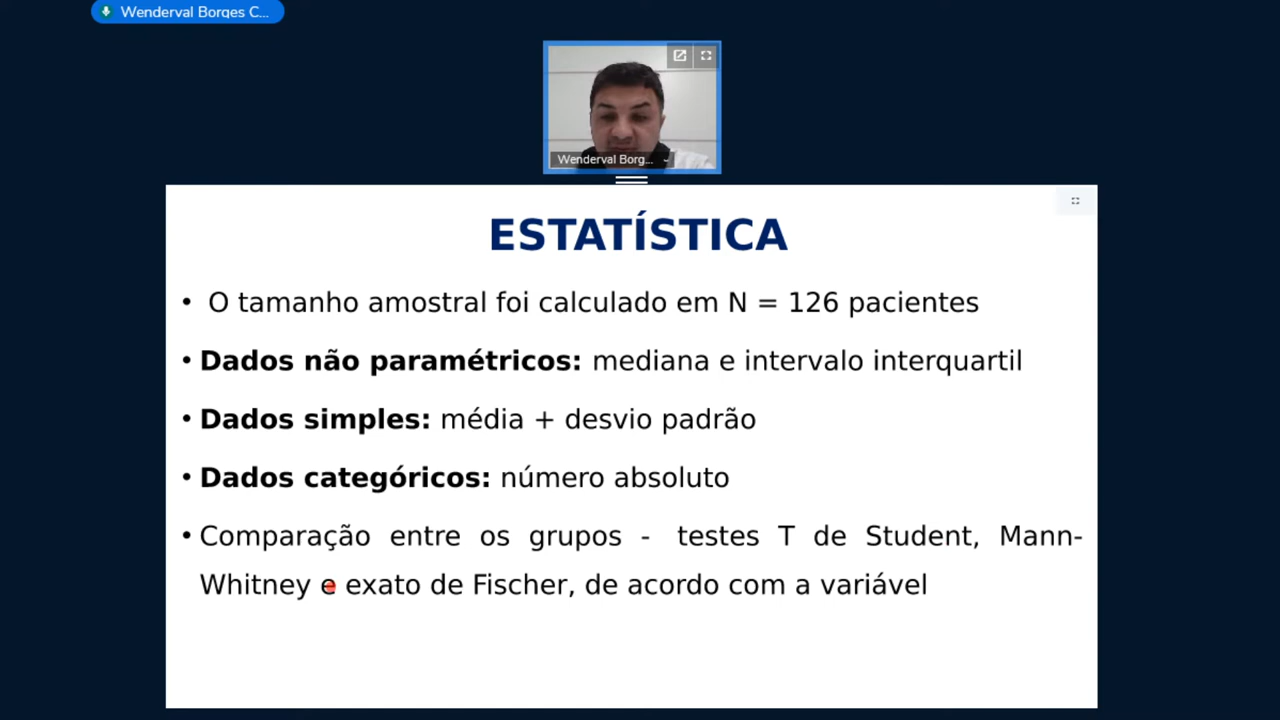 Wenderval Borges C...
Wenderval Borg...
ESTATÍSTICA
• O tamanho amostral foi calculado em N = 126 pacientes
• Dados não paramétricos: mediana e intervalo interquartil
• Dados simples: média + desvio padrão
• Dados categóricos: número absoluto
• Comparação entre os grupos - testes T de Student, Mann-
Whitney e exato de Fischer, de acordo com a variável